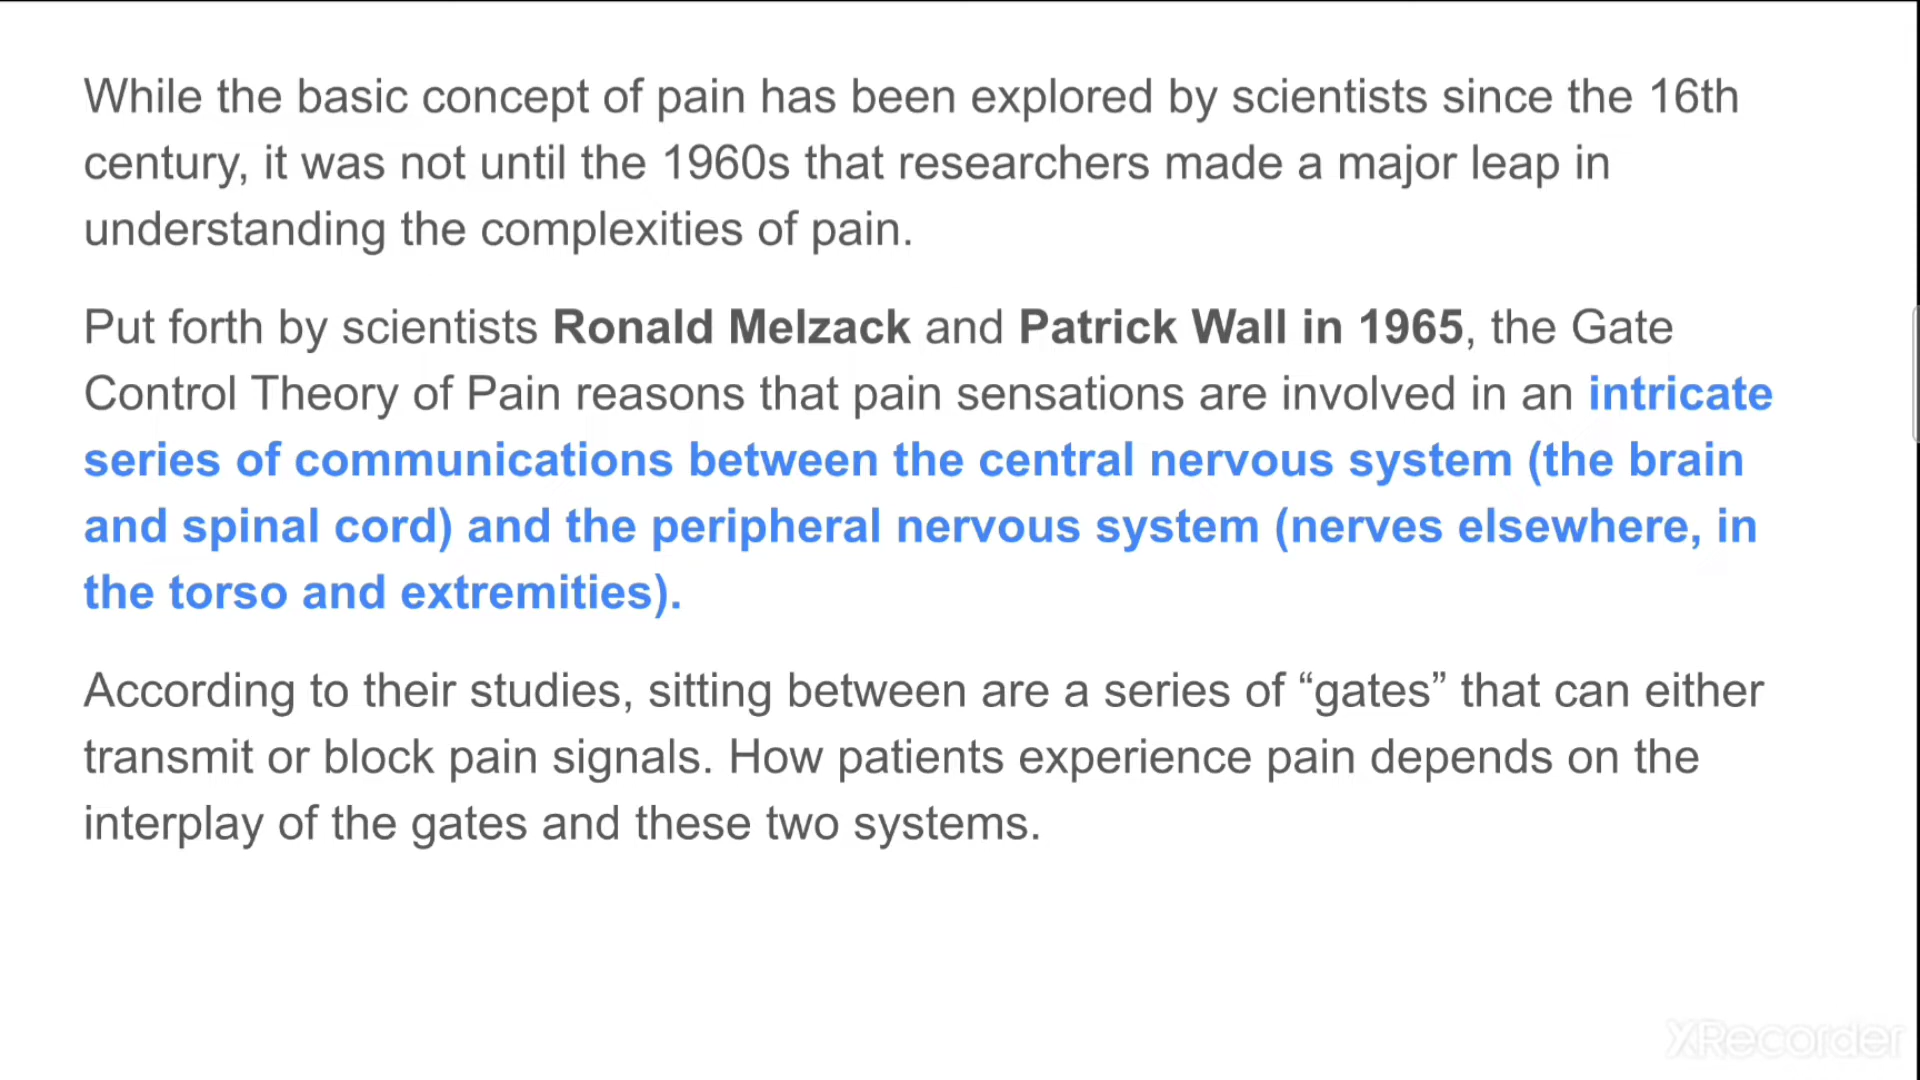 While the basic concept of pain has been explored by scientists since the 16th
century, it was not until the 1960s that researchers made a major leap in
understanding the complexities of pain.
Put forth by scientists Ronald Melzack and Patrick Wall in 1965, the Gate
Control Theory of Pain reasons that pain sensations are involved in an intricate
series of communications between the central nervous system (the brain
and spinal cord) and the peripheral nervous system (nerves elsewhere, in
the torso and extremities).
According to their studies, sitting between are a series of “gates” that can either
transmit or block pain signals. How patients experience pain depends on the
interplay of the gates and these two systems.
XRecorder